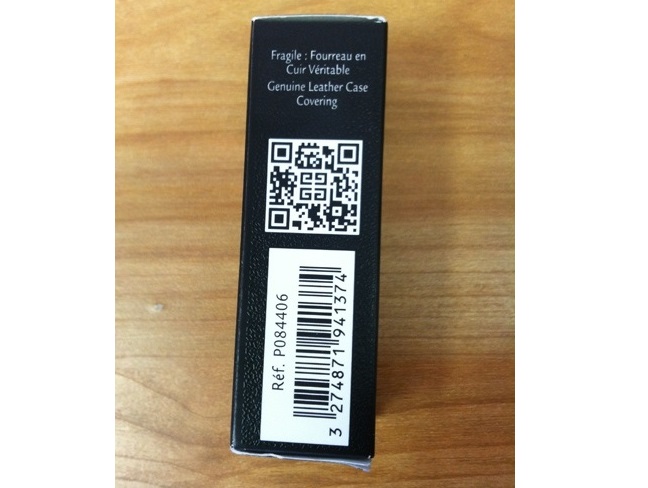 Fragile : Fourreau en
Cuir Véritable
Genuine Leather Case
Covering
Réf. P084406
3 274871 941374